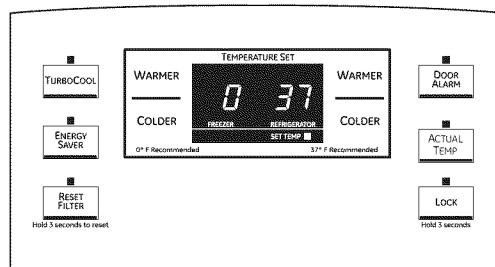 TEMPERATURE SET
TURBOCOOL
WARMER
WARMER
DOOR
ALARM
0 37
FREEZER REFRIGERATOR
COLDER
COLDER
SET TEMP
0° F Recommended
37° F Recommended
ENERGY
SAVER
ACTUAL
TEMP
RESET
FILTER
LOCK
Hold 3 seconds to reset
Hold 3 seconds